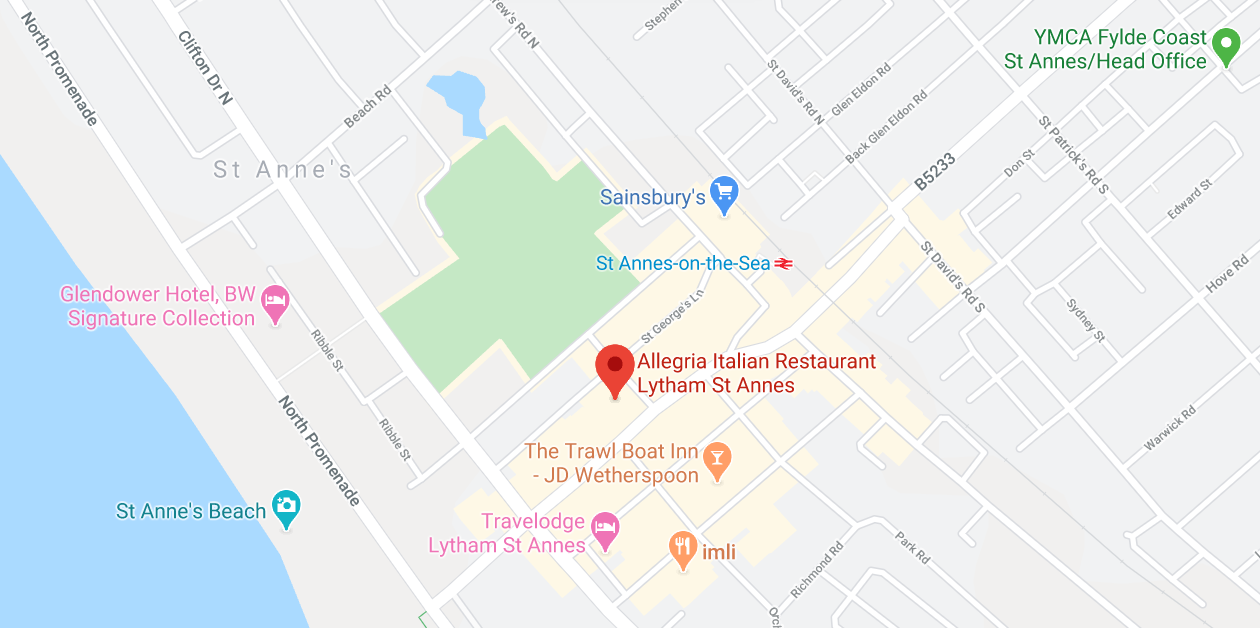 North Promenade
Clifton Dr N
rew's Rd N
Stephen
YMCA Fylde Coast
St Annes/Head Office
Beach Rd
St David's Rd N
Glen Eldon Rd
Back Glen Eldon Rd
B5233
St Patrick's Rd S
Don St
Edward St
St Anne's
Sainsbury's
St Annes-on-the-Sea
St David's Rd S
Hove Rd
Glendower Hotel, BW
Signature Collection
Ribble St
St George's Ln
Sydney St
Allegria Italian Restaurant
Lytham St Annes
North Promenade
Ribble St
Warwick Rd
The Trawl Boat Inn
- JD Wetherspoon
St Anne's Beach
Travelodge
Lytham St Annes
imli
Richmond Rd
Park Rd
Orc